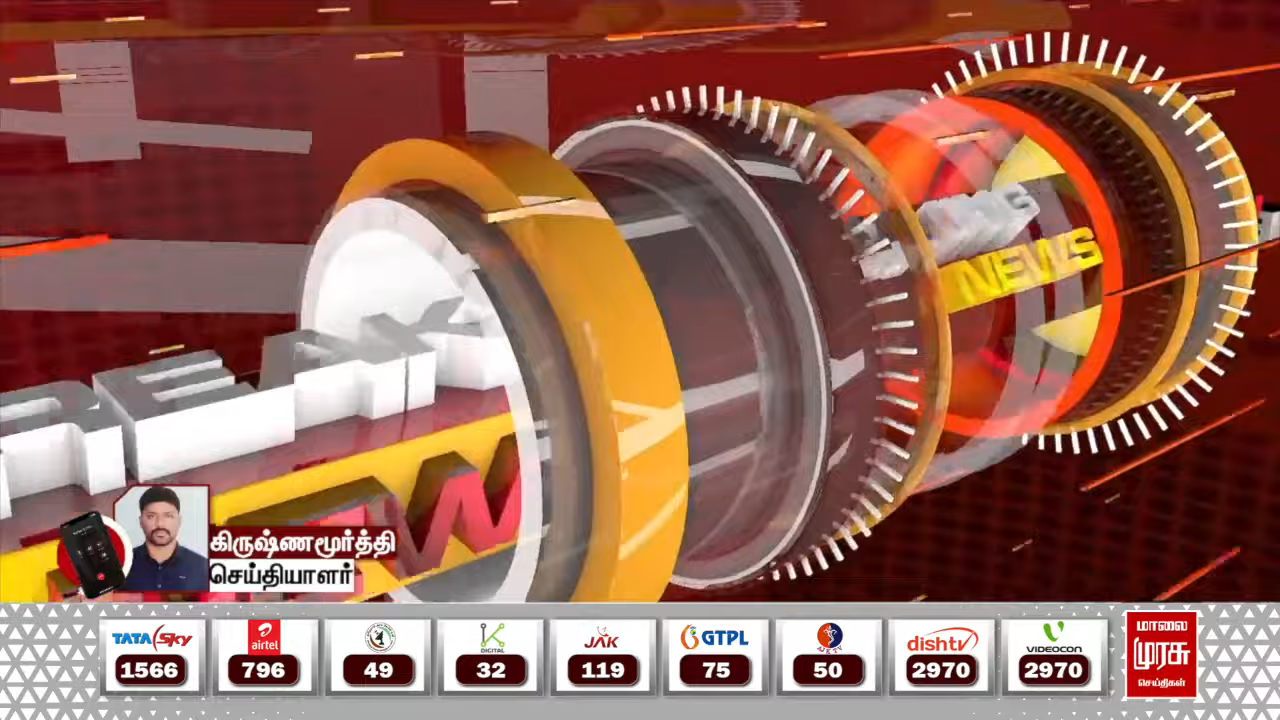 NEWS
BREAK
கிருஷ்ணமூர்த்தி
செய்தியாளர்
TATA Sky
1566
airtel
796
49
DIGITAL
32
JAK
119
GTPL
75
50
dishtv
2970
VIDEOCON
2970
மாலை
முரசு
செய்திகள்